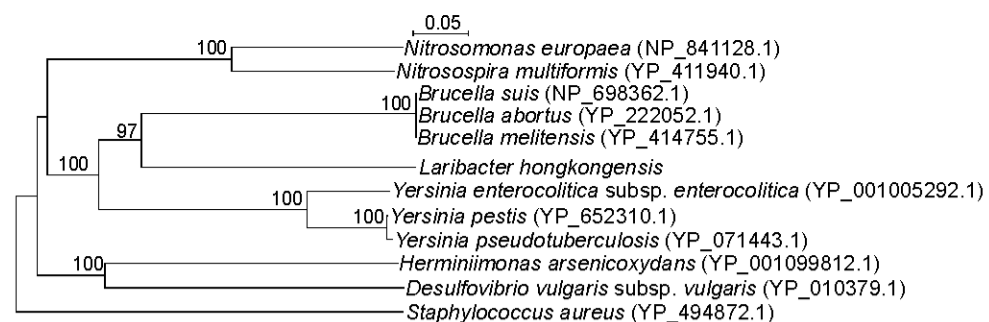 0.05
100 Nitrosomonas europaea (NP_841128.1)
Nitrosospira multiformis (YP_411940.1)
Brucella suis (NP_698362.1)
100 Brucella abortus (YP_222052.1)
97 Brucella melitensis (YP_414755.1)
100 Laribacter hongkongensis
Yersinia enterocolitica subsp. enterocolitica (YP_001005292.1)
100
100 Yersinia pestis (YP_652310.1)
Yersinia pseudotuberculosis (YP_071443.1)
100 Herminiimonas arsenicoxydans (YP_001099812.1)
Desulfovibrio vulgaris subsp. vulgaris (YP_010379.1)
Staphylococcus aureus (YP_494872.1)